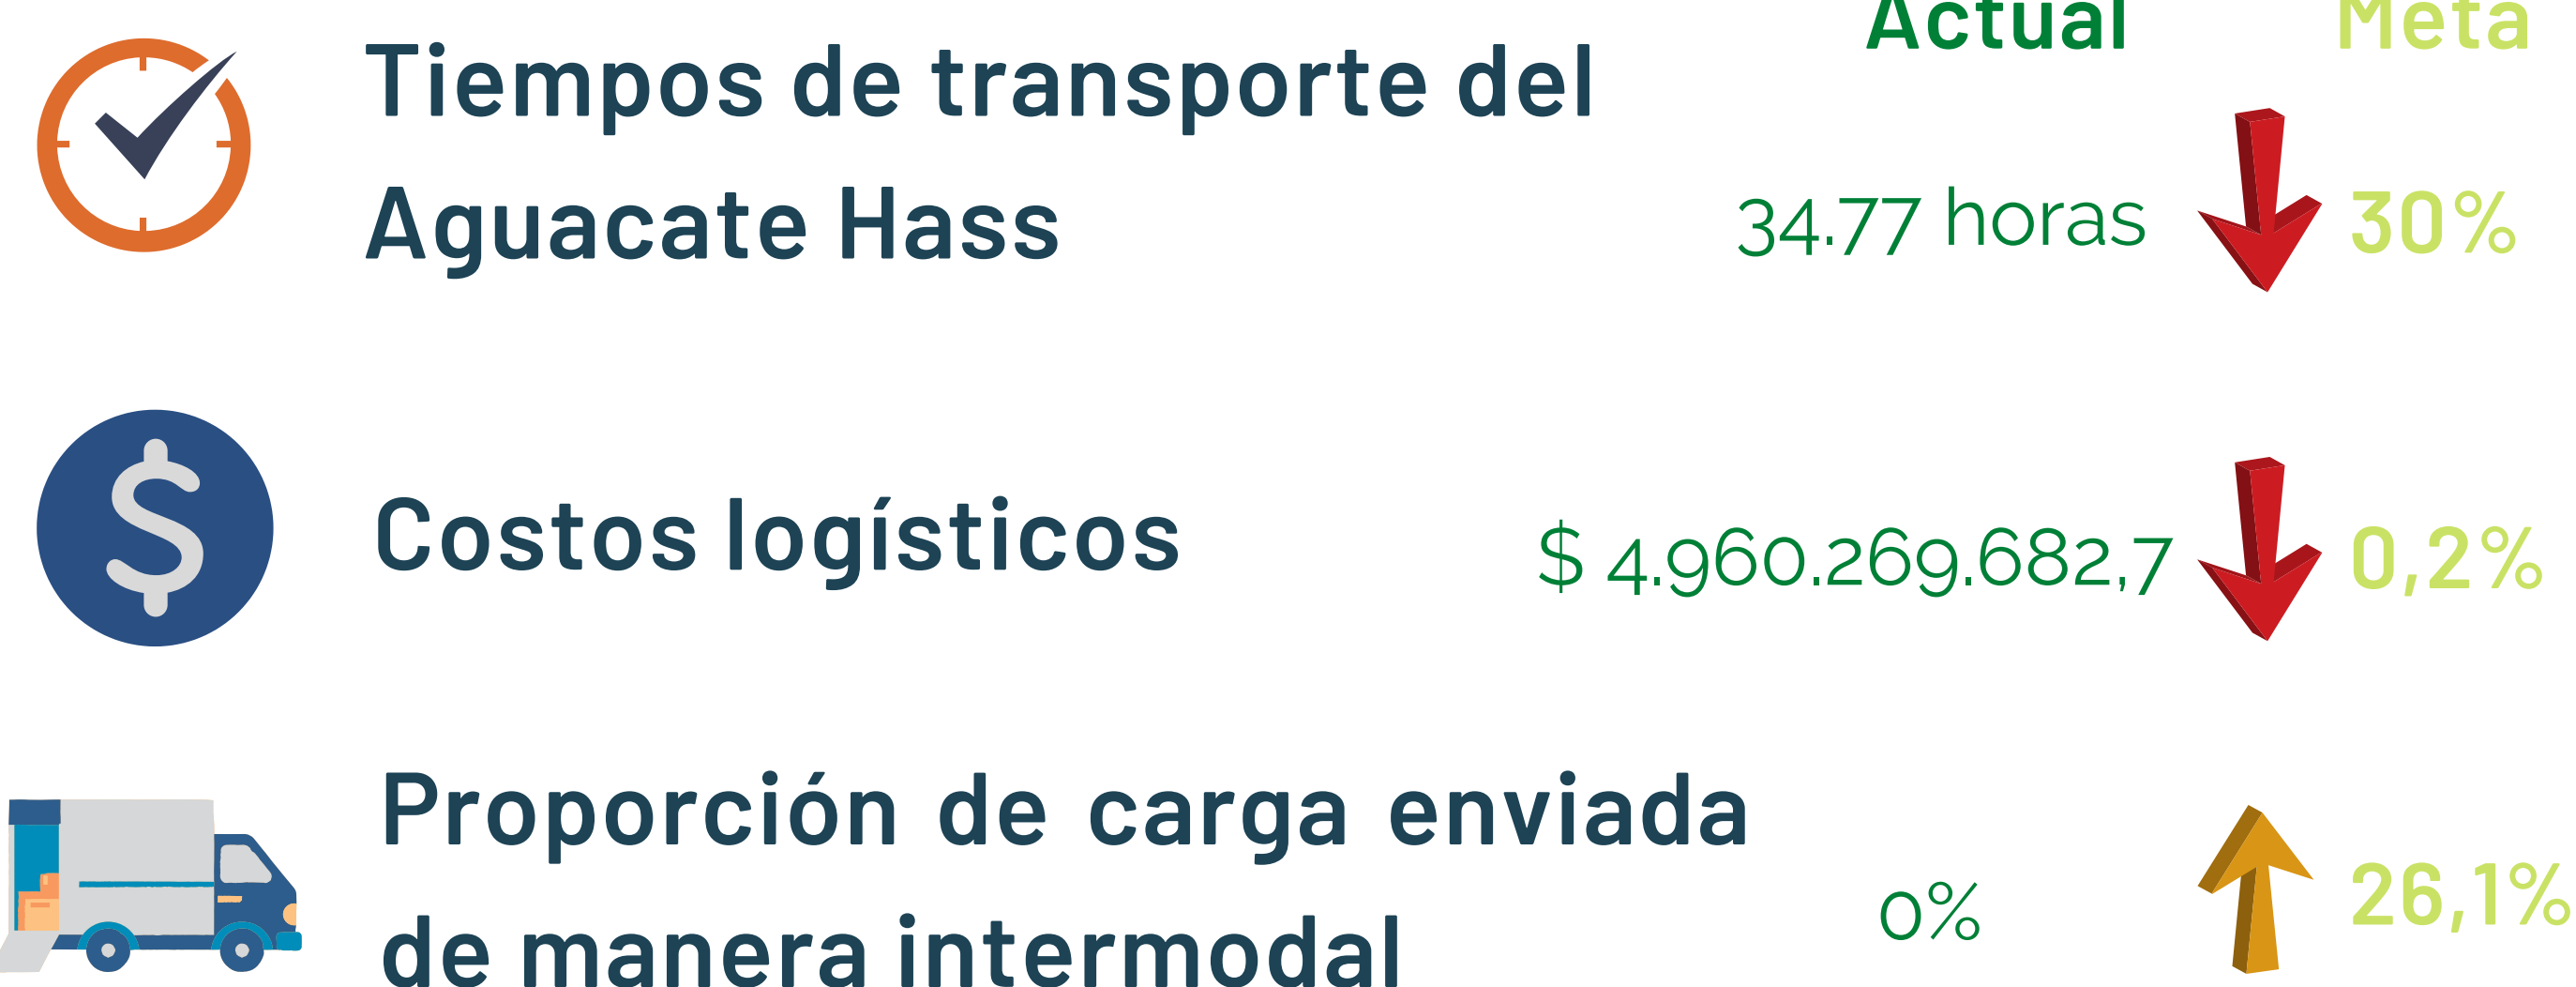 Actual Meta
Tiempos de transporte del
Aguacate Hass
34.77 horas 30%
Costos logísticos $ 4.960.269.682,7 0,2%
Proporción de carga enviada
de manera intermodal
0% 26,1%